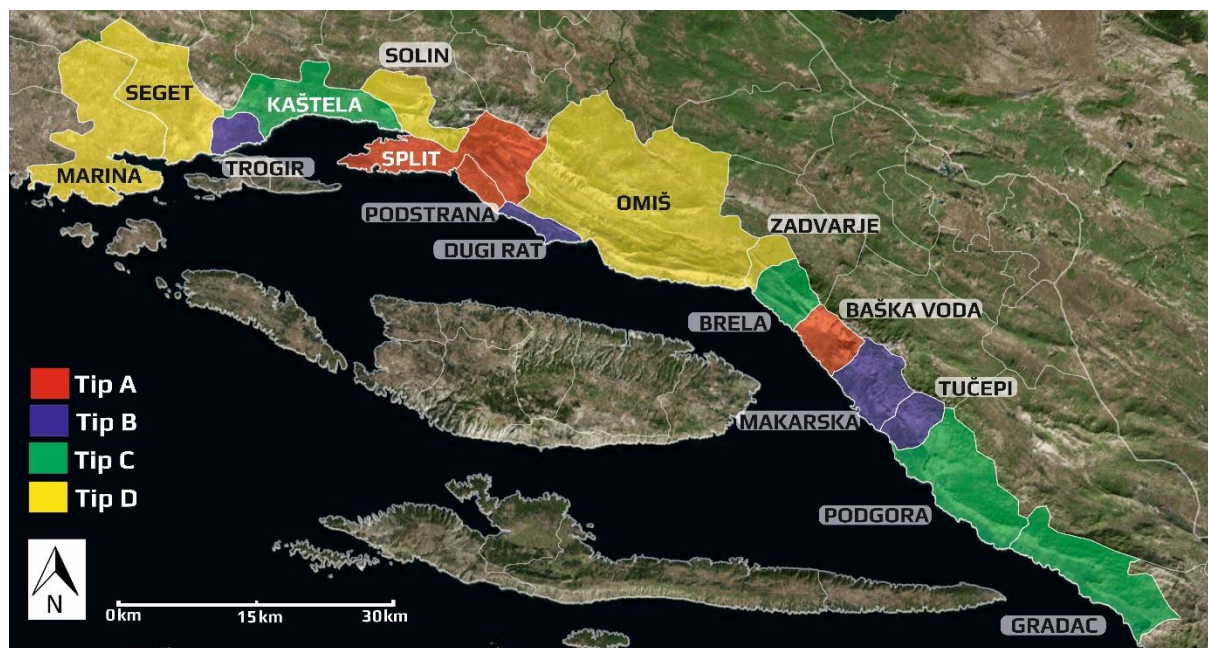 SOLIN
SEGET
KAŠTELA
SPLIT
TROGIR
MARINA
OMIŠ
PODSTRANA
ZADVARJE
DUGI RAT
BAŠKA VODA
BRELA
TUČEPI
MAKARSKA
PODGORA
GRADAC
Tip A
Tip B
Tip C
Tip D
N
0km 15km 30km